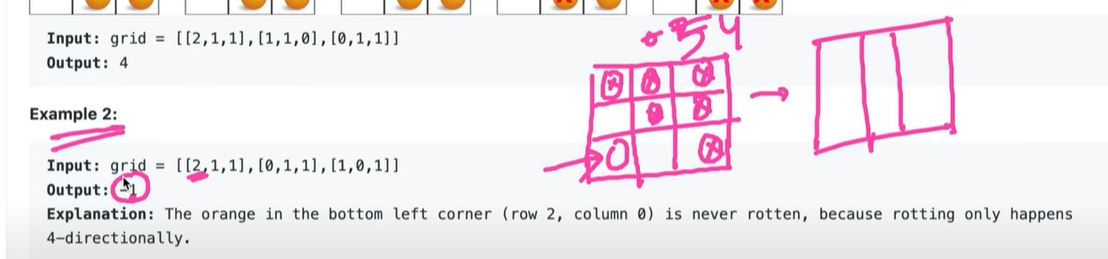 Input: grid = [[2,1,1],[1,1,0],[0,1,1]]
Output: 4
Example 2:
Input: grid = [[2,1,1],[0,1,1],[1,0,1]]
Output: -1
Explanation: The orange in the bottom left corner (row 2, column 0) is never rotten, because rotting only happens
4-directionally.